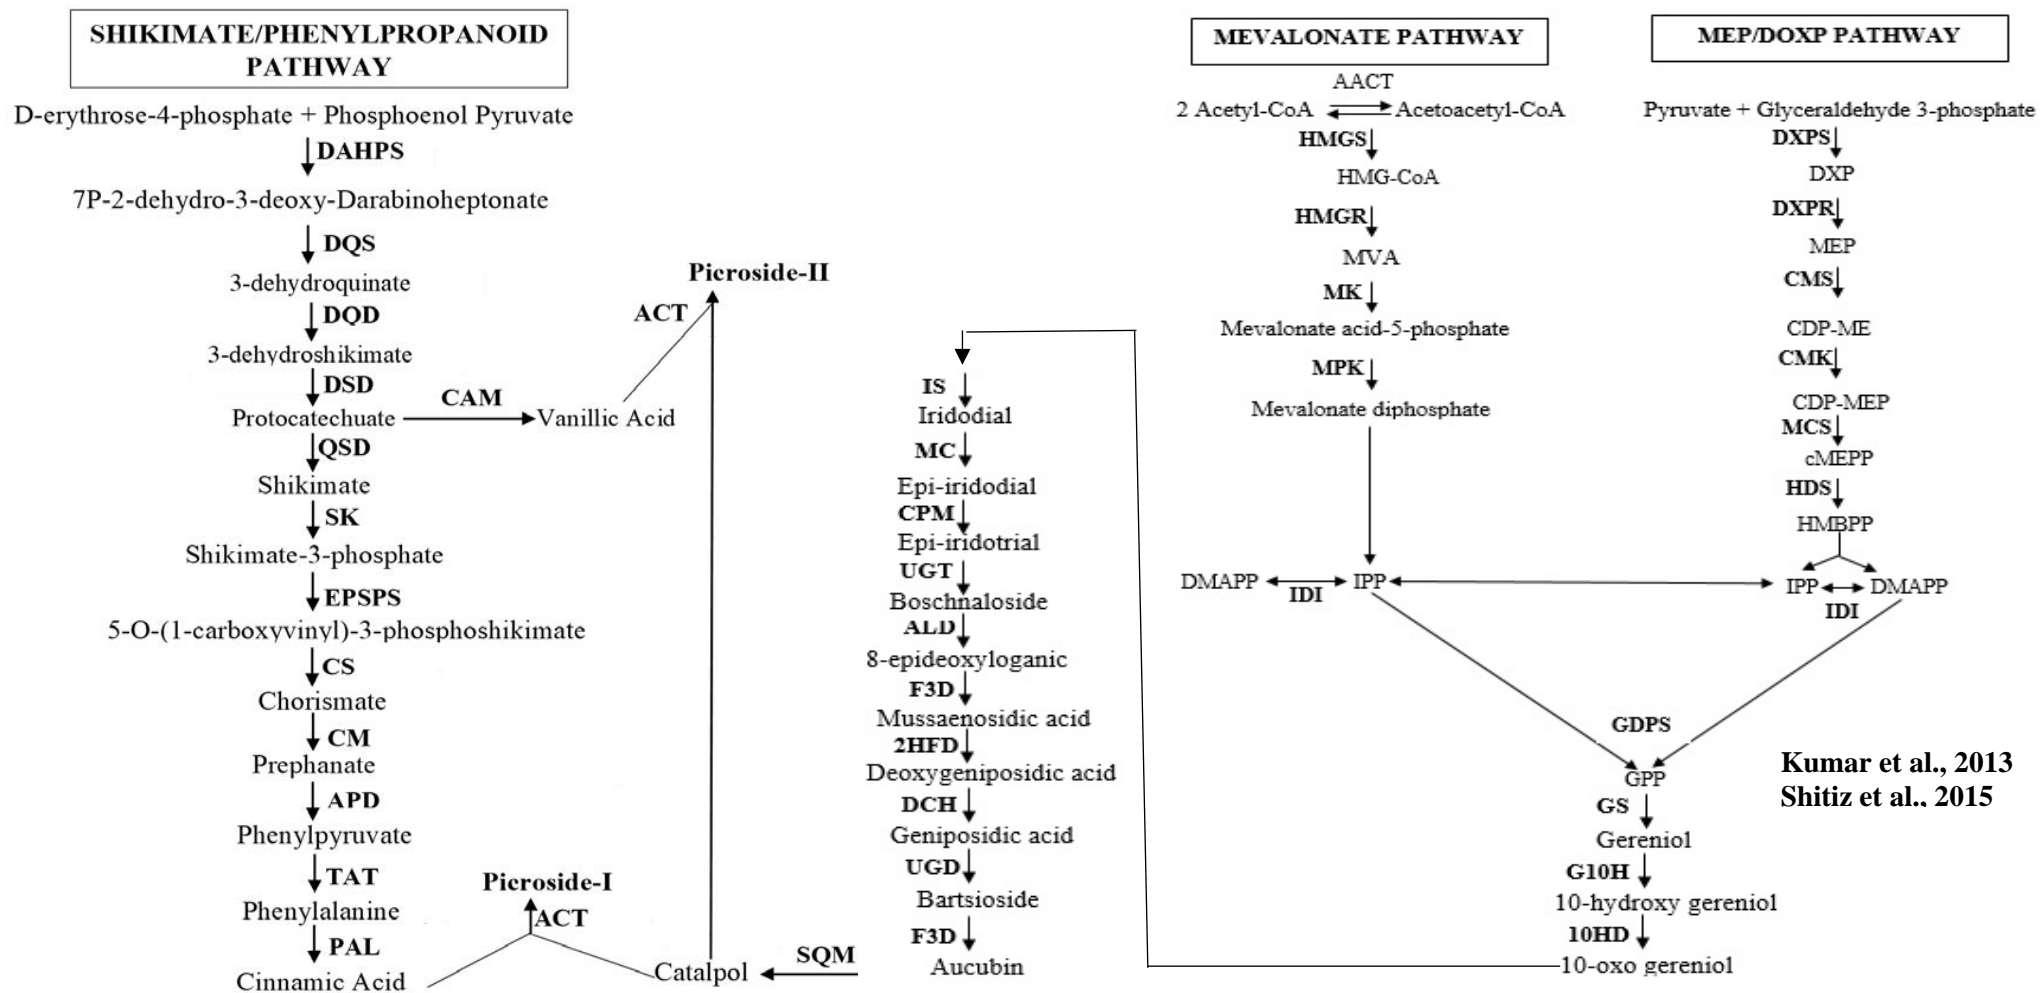 SHIKIMATE/PHENYLPROPANOID
PATHWAY
D-erythrose-4-phosphate + Phosphoenol Pyruvate
DAHPS
7P-2-dehydro-3-deoxy-Darabinoheptonate
DQS
3-dehydroquinate
DQD
3-dehydroshikimate
DSD
Protocatechuate
CAM
Vanillic Acid
QSD
Shikimate
SK
Shikimate-3-phosphate
EPSPS
5-O-(1-carboxyvinyl)-3-phosphoshikimate
CS
Chorismate
CM
Prephanate
APD
Phenylpyruvate
TAT
Phenylalanine
PAL
Cinnamic Acid
Picroside-II
ACT
Picroside-I
ACT
Catalpol
SQM
IS
Iridodial
MC
Epi-iridodial
CPM
Epi-iridotrial
UGT
Boschnaloside
ALD
8-epideoxyloganic
F3D
Mussaenosidic acid
2HFD
Deoxygeniposidic acid
DCH
Geniposidic acid
UGD
Bartsioside
F3D
Aucubin
MEVALONATE PATHWAY
AACT
2 Acetyl-CoA
Acetoacetyl-CoA
HMGS
HMG-CoA
HMGR
MVA
MK
Mevalonate acid-5-phosphate
MPK
Mevalonate diphosphate
DMAPP
IDI
IPP
MEP/DOXP PATHWAY
Pyruvate + Glyceraldehyde 3-phosphate
DXPS
DXP
DXPR
MEP
CMS
CDP-ME
CMK
CDP-MEP
MCS
cMEPP
HDS
HMBPP
IPP
DMAPP
IDI
GDPS
GPP
GS
Gereniol
G10H
10-hydroxy gereniol
10HD
10-oxo gereniol
Kumar et al., 2013
Shitiz et al., 2015